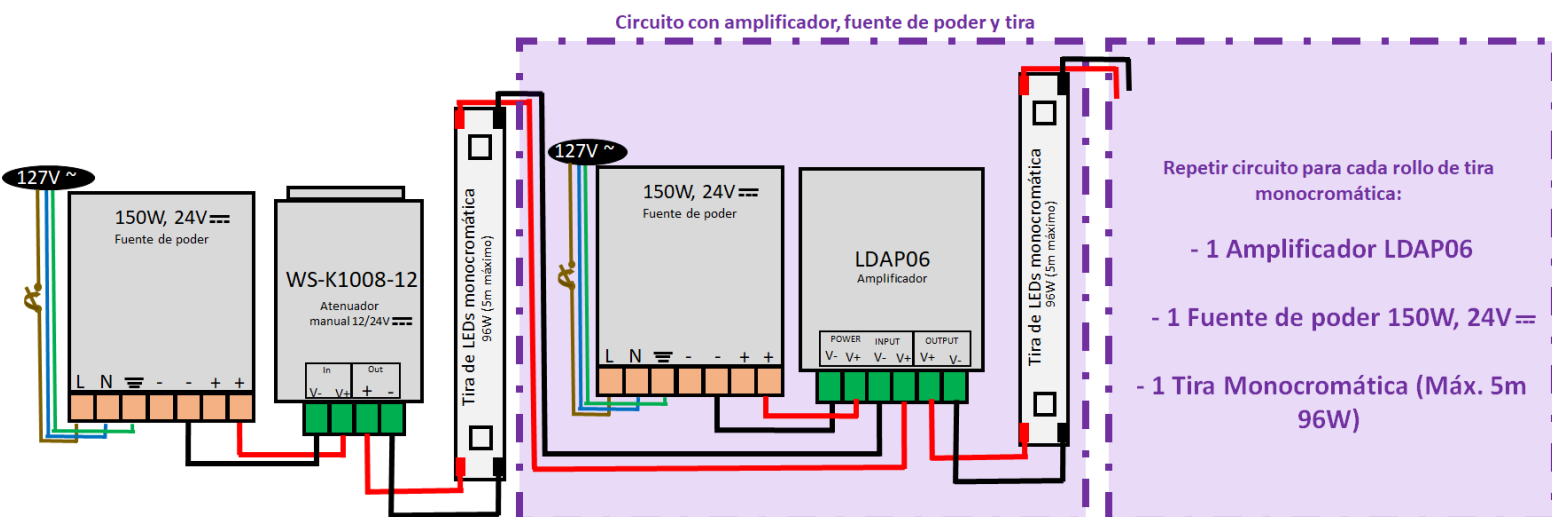 Circuito con amplificador, fuente de poder y tira
127V ~
150W, 24V
Fuente de poder
L N - - + +
WS-K1008-12
Atenuador
manual 12/24V
In Out
V- V+ + -
Tira de LEDs monocromática
96W (5m máximo)
127V ~
150W, 24V
Fuente de poder
L N - - + +
LDAP06
Amplificador
POWER INPUT OUTPUT
V- V+ V- V+ V+ V-
Tira de LEDs monocromática
96W (5m máximo)
Repetir circuito para cada rollo de tira
monocromática:
- 1 Amplificador LDAP06
- 1 Fuente de poder 150W, 24V
- 1 Tira Monocromática (Máx. 5m
96W)